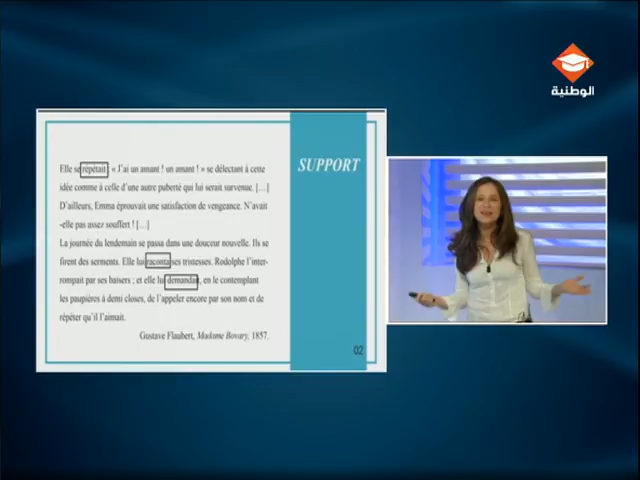 الوطنية
SUPPORT
Elle se répétait : « J'ai un amant ! un amant ! » se délectant à cette
idée comme à celle d'une autre puberté qui lui serait survenue. [...]
D'ailleurs, Emma éprouvait une satisfaction de vengeance. N'avait
-elle pas assez souffert ! [...]
La journée du lendemain se passa dans une douceur nouvelle. Ils se
firent des serments. Elle lui raconta ses tristesses. Rodolphe l'inter-
rompait par ses baisers ; et elle lui demandait, en le contemplant
les paupières à demi closes, de l'appeler encore par son nom et de
répéter qu'il l'aimait.
Gustave Flaubert, Madame Bovary, 1857.
02